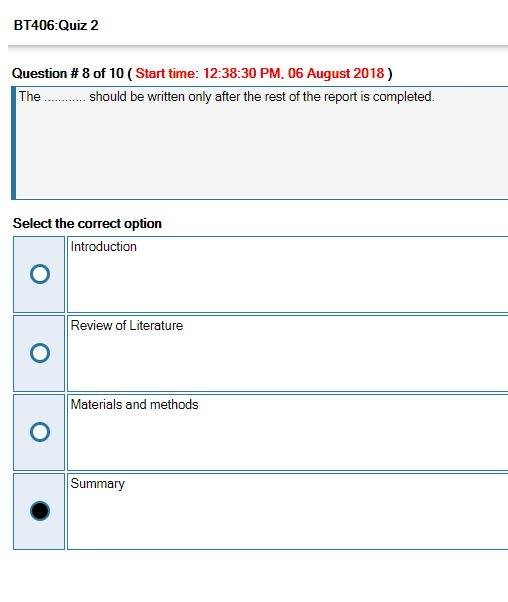 BT406:Quiz 2
Question # 8 of 10 ( Start time: 12:38:30 PM, 06 August 2018 )
The ............ should be written only after the rest of the report is completed.
Select the correct option
Introduction
Review of Literature
Materials and methods
Summary